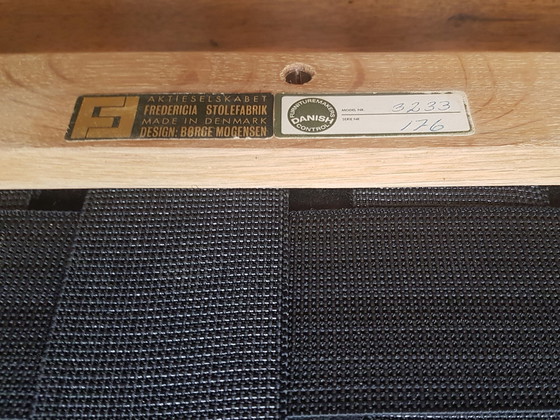 AKTIESELSKABET
FREDERICIA STOLEFABRIK
MADE IN DENMARK
DESIGN: BØRGE MOGENSEN
FURNITUREMAKERS
DANISH
CONTROL
MODEL NR. 3233
SERIE NR. 176